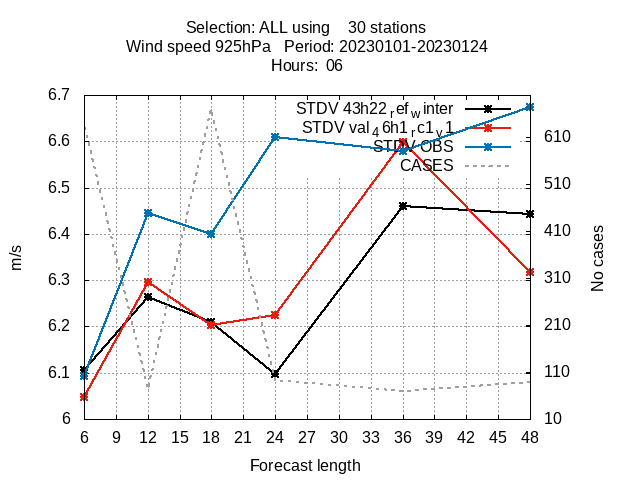 Selection: ALL using 30 stations
Wind speed 925hPa Period: 20230101-20230124
Hours: 06
6.7
6.6
6.5
6.4
6.3
6.2
6.1
6
m/s
STDV 43h22ref winter
STDV val46h1rc1v1
STDV OBS
CASES
610
510
410
310
210
110
10
No cases
6 9 12 15 18 21 24 27 30 33 36 39 42 45 48
Forecast length